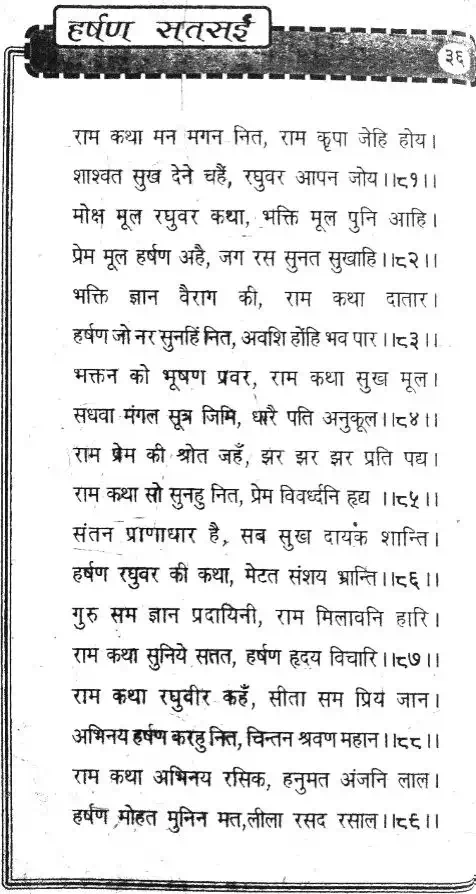 हर्षण सतसई
३६
राम कथा मन मगन नित, राम कृपा जेहि होय।
शाश्वत सुख देने चहैं, रघुवर आपन जोय।।८१।।
मोक्ष मूल रघुवर कथा, भक्ति मूल पुनि आहि।
प्रेम मूल हर्षण अहै, जग रस सुनत सुखाहि।।८२।।
भक्ति ज्ञान वैराग की, राम कथा दातार।
हर्षण जो नर सुनहिं नित, अवशि होंहि भव पार।।८३।।
भक्तन को भूषण प्रवर, राम कथा सुख मूल।
सधवा मंगल सूत्र जिमि, धारै पति अनुकूल।।८४।।
राम प्रेम की श्रोत जहँ, झर झर झर प्रति पद्य।
राम कथा सो सुनहु नित, प्रेम विवर्ध्दनि हृद्य ।।८५।।
संतन प्राणाधार है, सब सुख दायक शान्ति।
हर्षण रघुवर की कथा, मेटत संशय भ्रान्ति।।८६।।
गुरु सम ज्ञान प्रदायिनी, राम मिलावनि हारि।
राम कथा सुनिये सतत, हर्षण हृदय विचारि।।८७।।
राम कथा रघुवीर कहँ, सीता सम प्रिय जान।
अभिनय हर्षण करहु नित, चिन्तन श्रवण महान।।८८।।
राम कथा अभिनय रसिक, हनुमत अंजनि लाल।
हर्षण मोहत मुनिन मत,लीला रसद रसाल।।८९।।